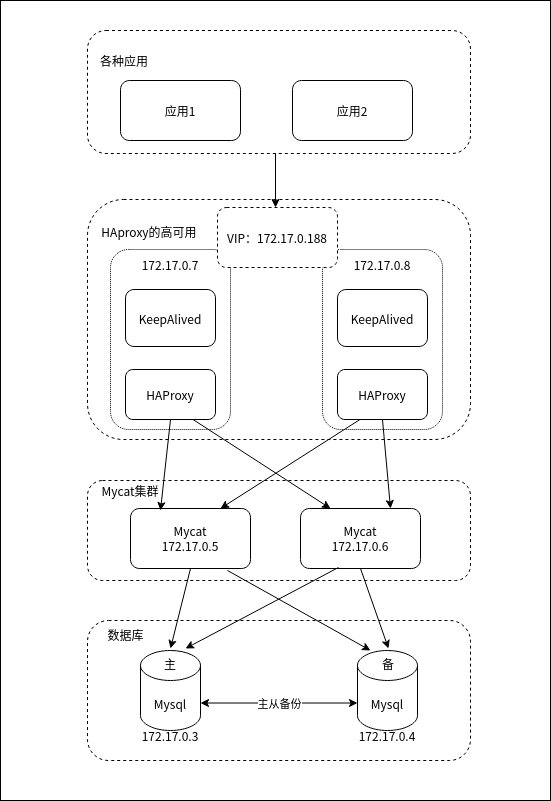 各种应用
应用1
应用2
HAproxy的高可用
VIP：172.17.0.188
172.17.0.7
172.17.0.8
KeepAlived
KeepAlived
HAProxy
HAProxy
Mycat集群
Mycat
172.17.0.5
Mycat
172.17.0.6
数据库
主
备
Mysql
主从备份
Mysql
172.17.0.3
172.17.0.4